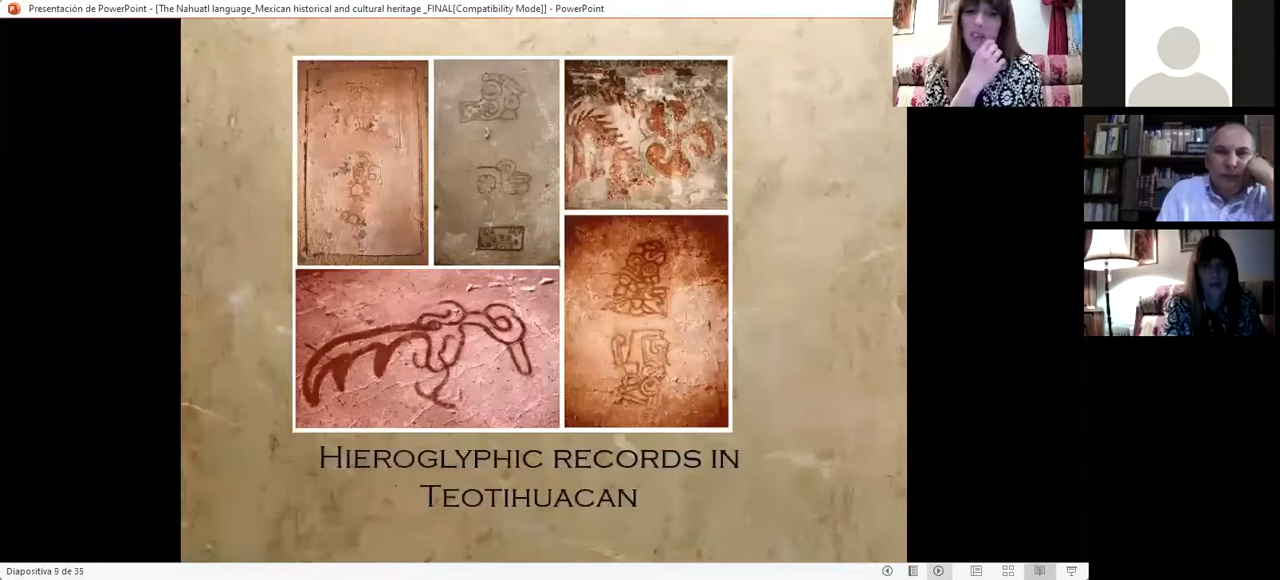 Presentación de PowerPoint - [The Nahuatl language_Mexican historical and cultural heritage _FINAL[Compatibility Mode]] - PowerPoint
HIEROGLYPHIC RECORDS IN
TEOTIHUACAN
Diapositiva 9 de 35